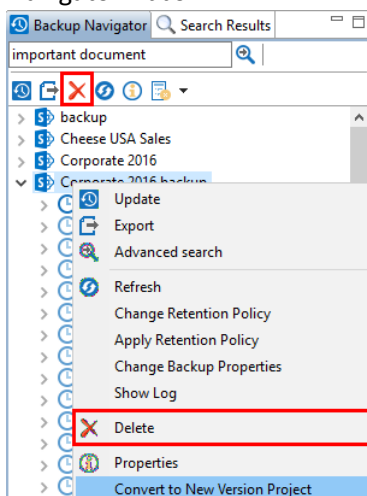 Backup Navigator Search Results
important document
backup
Cheese USA Sales
Corporate 2016
Corporate 2016 backup
Update
Export
Advanced search
Refresh
Change Retention Policy
Apply Retention Policy
Change Backup Properties
Show Log
Delete
Properties
Convert to New Version Project